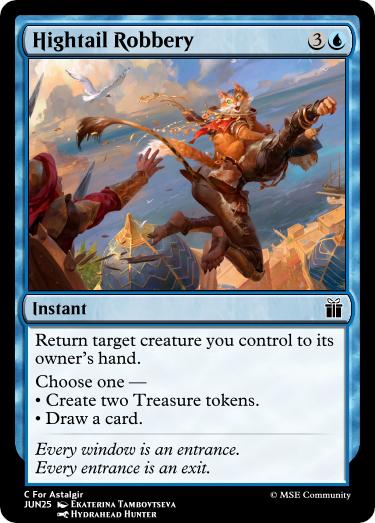 Hightail Robbery 3
Instant
Return target creature you control to its
owner's hand.
Choose one —
• Create two Treasure tokens.
• Draw a card.
Every window is an entrance.
Every entrance is an exit.
C For Astalgir
JUN25 Ekaterina Tambovtseva
Hydrahead Hunter
© MSE Community